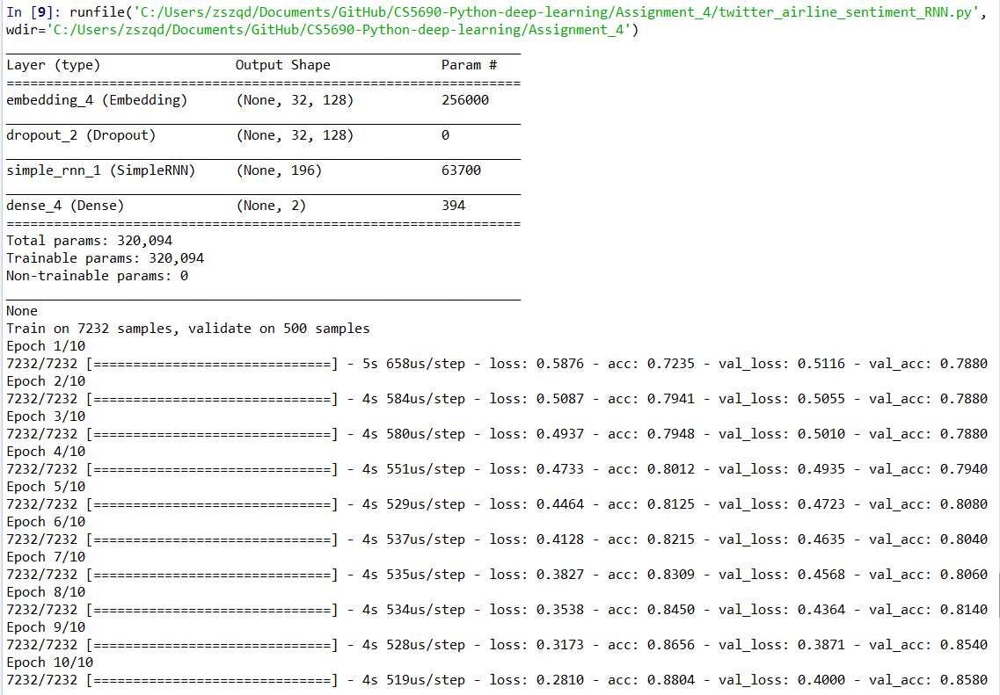 In [9]: runfile('C:/Users/zszqd/Documents/GitHub/CS5690-Python-deep-learning/Assignment_4/twitter_airline_sentiment_RNN.py',
wdir='C:/Users/zszqd/Documents/GitHub/CS5690-Python-deep-learning/Assignment_4')
_________________________________________________________________
Layer (type)                 Output Shape              Param #
=================================================================
embedding_4 (Embedding)      (None, 32, 128)           256000
_________________________________________________________________
dropout_2 (Dropout)          (None, 32, 128)           0
_________________________________________________________________
simple_rnn_1 (SimpleRNN)     (None, 196)               63700
_________________________________________________________________
dense_4 (Dense)              (None, 2)                 394
=================================================================
Total params: 320,094
Trainable params: 320,094
Non-trainable params: 0
_________________________________________________________________
None
Train on 7232 samples, validate on 500 samples
Epoch 1/10
7232/7232 [==============================] - 5s 658us/step - loss: 0.5876 - acc: 0.7235 - val_loss: 0.5116 - val_acc: 0.7880
Epoch 2/10
7232/7232 [==============================] - 4s 584us/step - loss: 0.5087 - acc: 0.7941 - val_loss: 0.5055 - val_acc: 0.7880
Epoch 3/10
7232/7232 [==============================] - 4s 580us/step - loss: 0.4937 - acc: 0.7948 - val_loss: 0.5010 - val_acc: 0.7880
Epoch 4/10
7232/7232 [==============================] - 4s 551us/step - loss: 0.4733 - acc: 0.8012 - val_loss: 0.4935 - val_acc: 0.7940
Epoch 5/10
7232/7232 [==============================] - 4s 529us/step - loss: 0.4464 - acc: 0.8125 - val_loss: 0.4723 - val_acc: 0.8080
Epoch 6/10
7232/7232 [==============================] - 4s 537us/step - loss: 0.4128 - acc: 0.8215 - val_loss: 0.4635 - val_acc: 0.8040
Epoch 7/10
7232/7232 [==============================] - 4s 535us/step - loss: 0.3827 - acc: 0.8309 - val_loss: 0.4568 - val_acc: 0.8060
Epoch 8/10
7232/7232 [==============================] - 4s 534us/step - loss: 0.3538 - acc: 0.8450 - val_loss: 0.4364 - val_acc: 0.8140
Epoch 9/10
7232/7232 [==============================] - 4s 528us/step - loss: 0.3173 - acc: 0.8656 - val_loss: 0.3871 - val_acc: 0.8540
Epoch 10/10
7232/7232 [==============================] - 4s 519us/step - loss: 0.2810 - acc: 0.8804 - val_loss: 0.4000 - val_acc: 0.8580